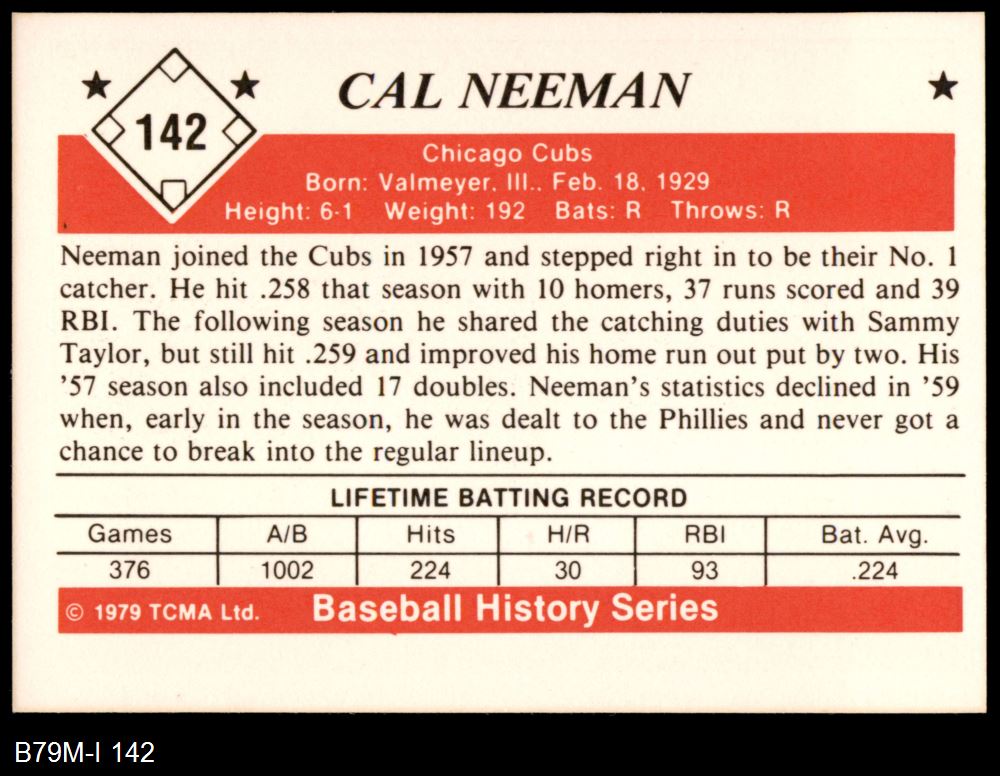 142
CAL NEEMAN
Chicago Cubs
Born: Valmeyer, Ill., Feb. 18, 1929
Height: 6-1 Weight: 192 Bats: R Throws: R
Neeman joined the Cubs in 1957 and stepped right in to be their No. 1
catcher. He hit .258 that season with 10 homers, 37 runs scored and 39
RBI. The following season he shared the catching duties with Sammy
Taylor, but still hit .259 and improved his home run out put by two. His
’57 season also included 17 doubles. Neeman’s statistics declined in ’59
when, early in the season, he was dealt to the Phillies and never got a
chance to break into the regular lineup.
LIFETIME BATTING RECORD
Games A/B Hits H/R RBI Bat. Avg.
376 1002 224 30 93 .224
© 1979 TCMA Ltd. Baseball History Series
B79M-I 142